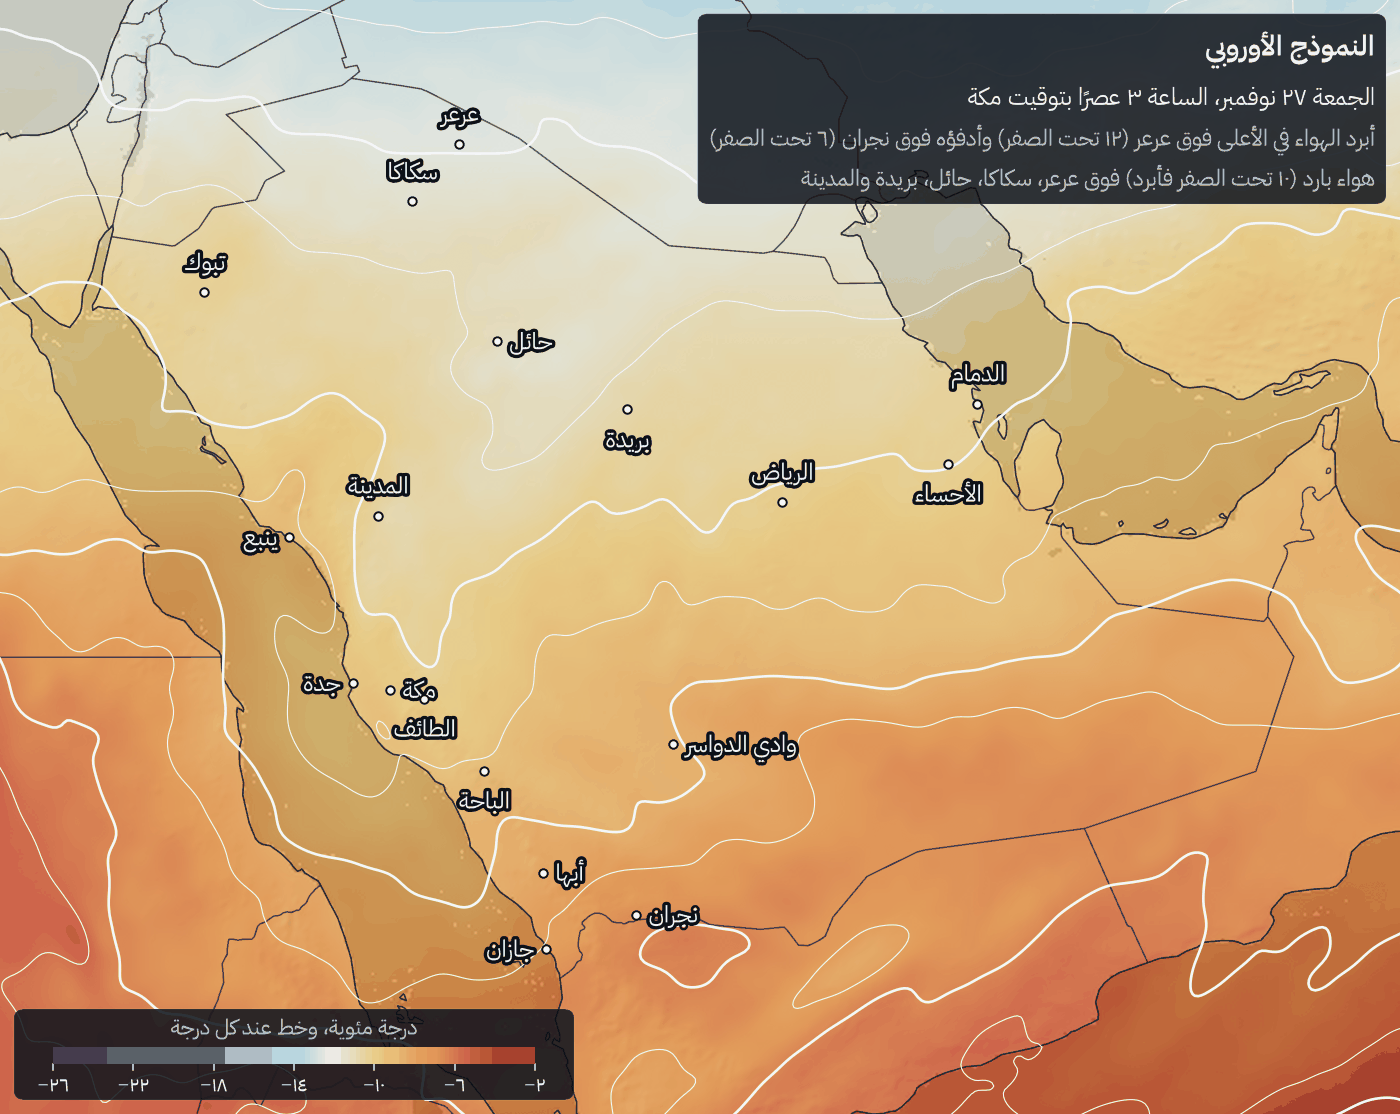 النموذج الأوروبي
الجمعة ٢٧ نوفمبر، الساعة ٣ عصرًا بتوقيت مكة
أبرد الهواء في الأعلى فوق عرعر (١٢ تحت الصفر) وأدفؤه فوق نجران (٦ تحت الصفر)
هواء بارد (١٠ تحت الصفر فأبرد) فوق عرعر، سكاكا، حائل، بريدة والمدينة
عرعر
سكاكا
تبوك
حائل
الدمام
بريدة
الرياض
الأحساء
المدينة
ينبع
جدة
مكة
الطائف
وادي الدواسر
الباحة
أبها
نجران
جازان
درجة مئوية، وخط عند كل درجة
−٢٦ −٢٢ −١٨ −١٤ −١٠ −٦ −٢